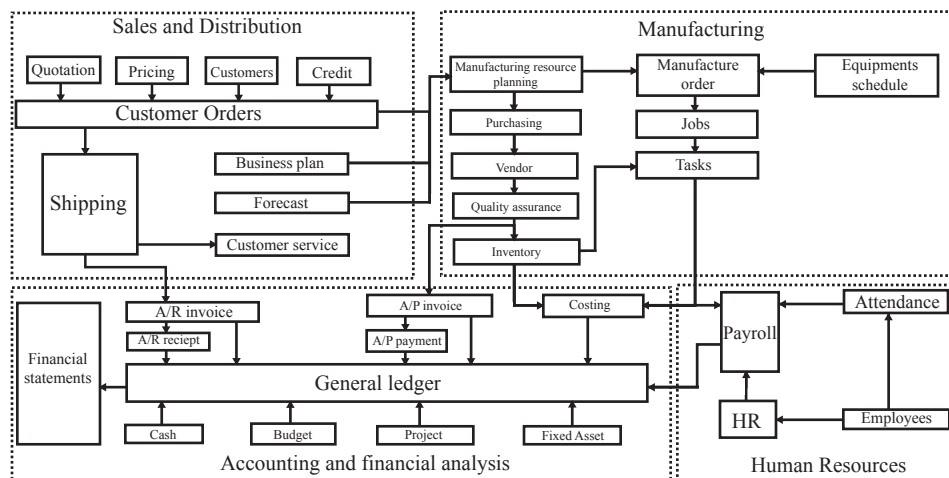 Sales and Distribution
Quotation
Pricing
Customers
Credit
Customer Orders
Business plan
Shipping
Forecast
Customer service
Manufacturing
Manufacturing resource
planning
Manufacture
order
Equipments
schedule
Purchasing
Jobs
Vendor
Tasks
Quality assurance
Inventory
A/R invoice
A/P invoice
Costing
A/R reciept
A/P payment
Financial
statements
General ledger
Cash
Budget
Project
Fixed Asset
Accounting and financial analysis
Payroll
Attendance
HR
Employees
Human Resources